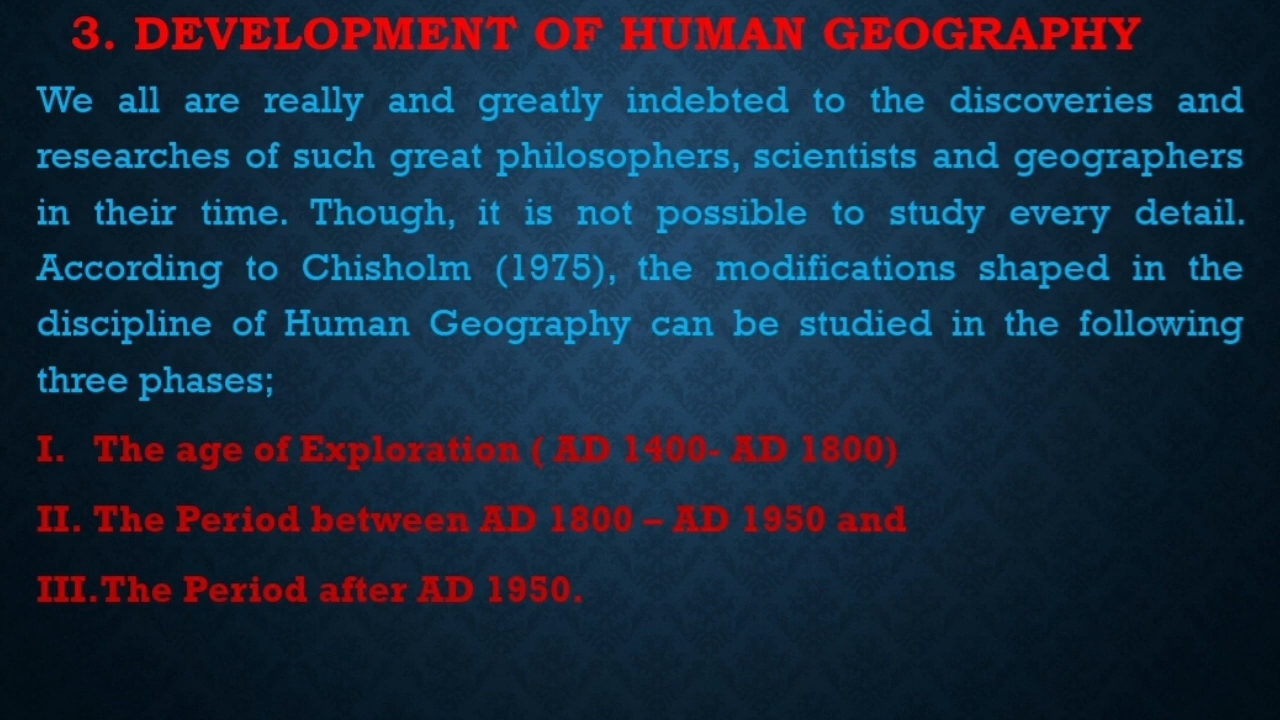 3. DEVELOPMENT OF HUMAN GEOGRAPHY
We all are really and greatly indebted to the discoveries and
researches of such great philosophers, scientists and geographers
in their time. Though, it is not possible to study every detail.
According to Chisholm (1975), the modifications shaped in the
discipline of Human Geography can be studied in the following
three phases;
I. The age of Exploration ( AD 1400- AD 1800)
II. The Period between AD 1800 – AD 1950 and
III.The Period after AD 1950.